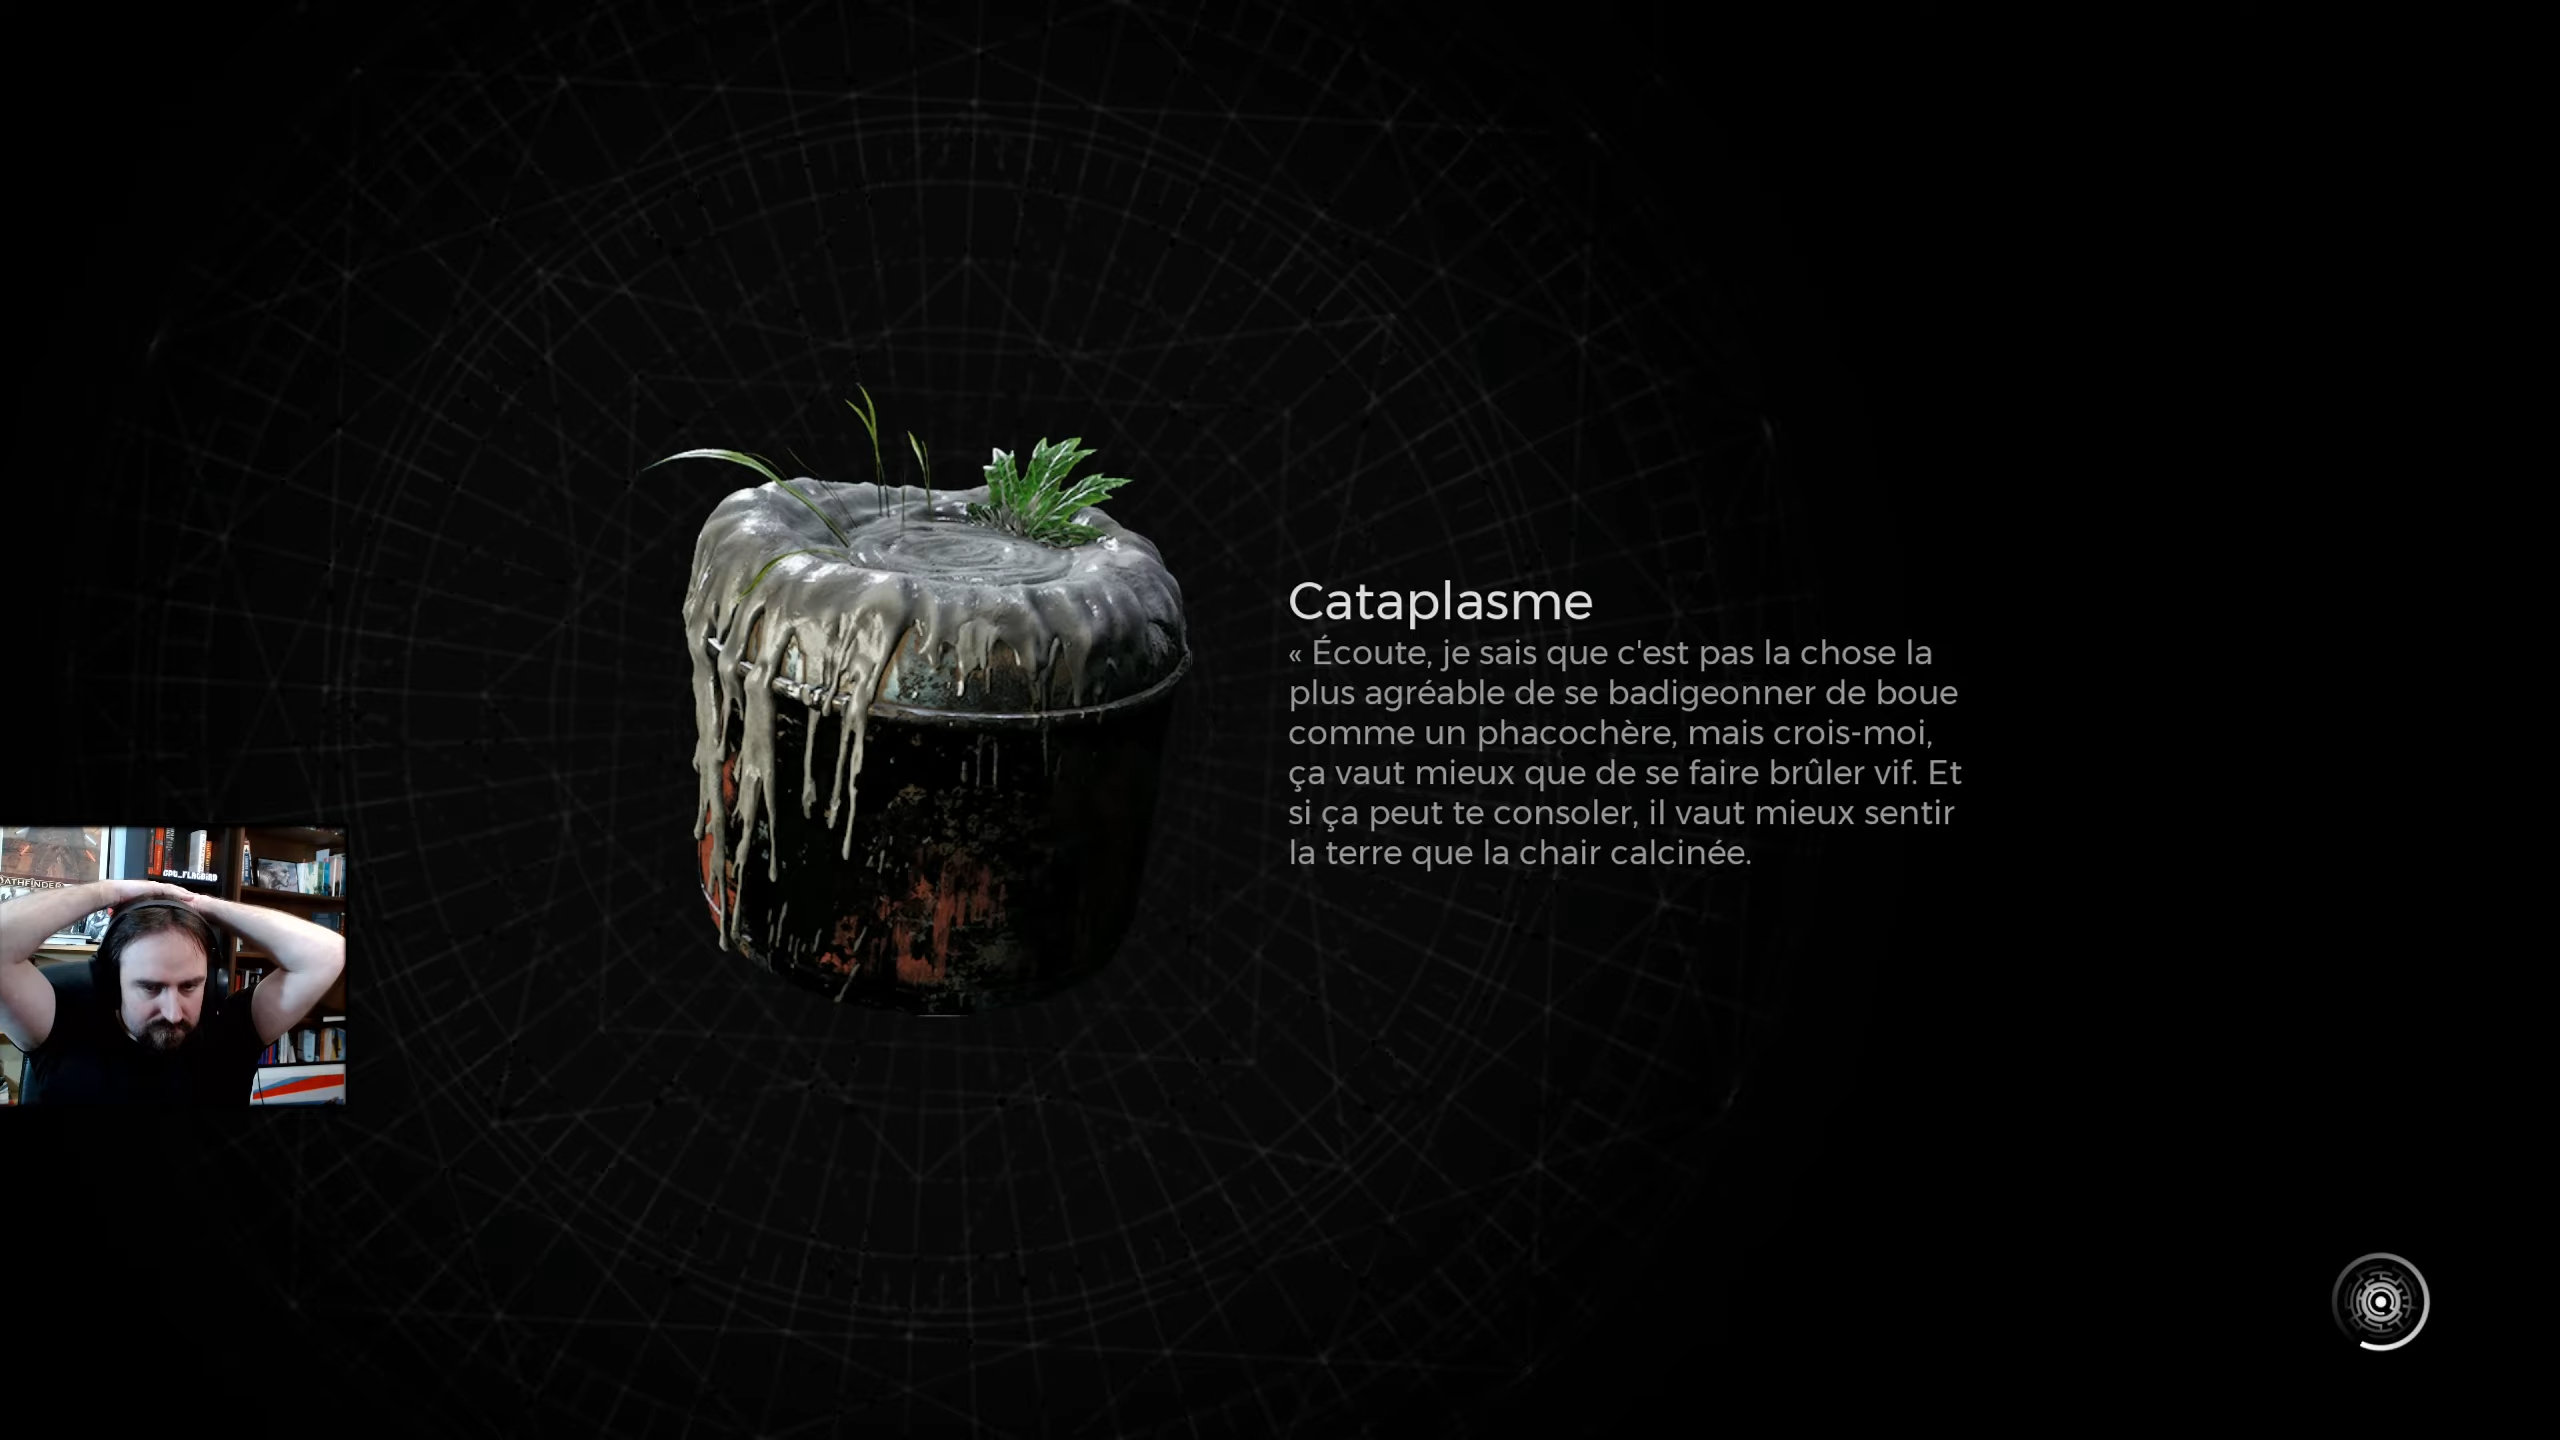 Cataplasme
« Écoute, je sais que c'est pas la chose la
plus agréable de se badigeonner de boue
comme un phacochère, mais crois-moi,
ça vaut mieux que de se faire brûler vif. Et
si ça peut te consoler, il vaut mieux sentir
la terre que la chair calcinée.
PATHFINDER